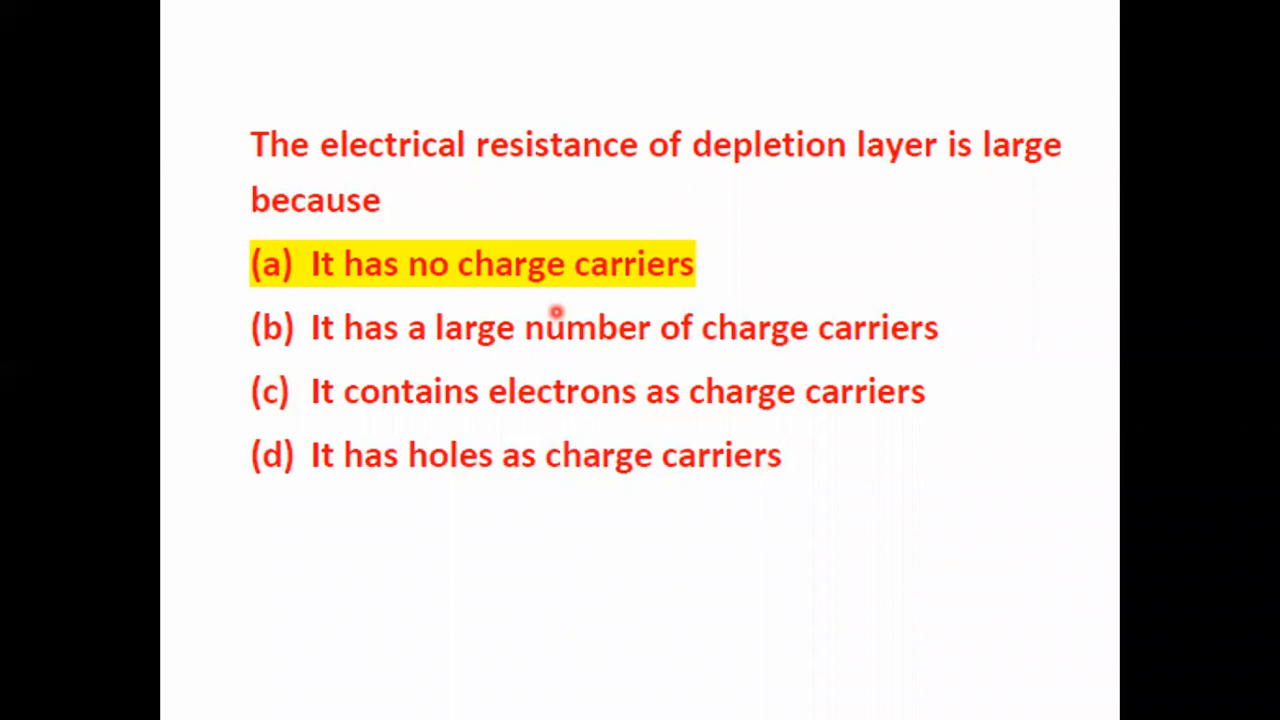 The electrical resistance of depletion layer is large
because
(a) It has no charge carriers
(b) It has a large number of charge carriers
(c) It contains electrons as charge carriers
(d) It has holes as charge carriers